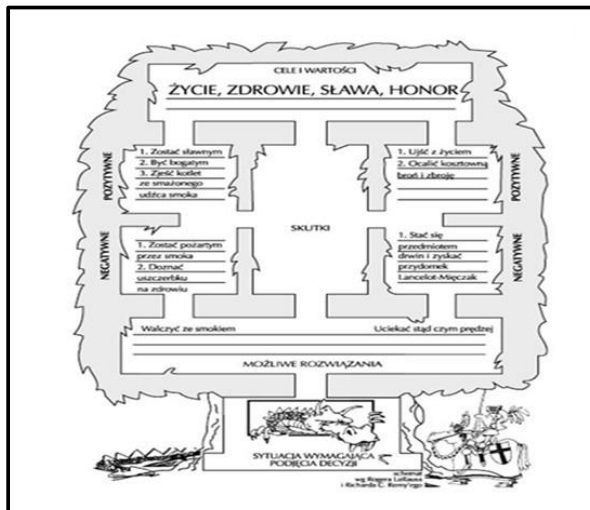 CELE I WARTOŚCI
ŻYCIE, ZDROWIE, SŁAWA, HONOR
POZYTYWNE
1. Zostać sławnym
2. Być bogatym
3. Zjeść kotlet
ze smażonego
udźca smoka
1. Ujść z życiem
2. Ocalić kosztowną
broń i zbroję
POZYTYWNE
SKUTKI
NEGATYWNE
1. Zostać pożartym
przez smoka
2. Doznać
uszczerbku
na zdrowiu
1. Stać się
przedmiotem
drwin i zyskać
przydomek
Lancelot-Mięczak
NEGATYWNE
Walczyć ze smokiem
Uciekać stąd czym prędzej
MOŻLIWE ROZWIĄZANIA
SYTUACJA WYMAGAJĄCA
PODJĘCIA DECYZJI
schemat
wg Rogera LaRausa
i Richarda C. Remy'ego